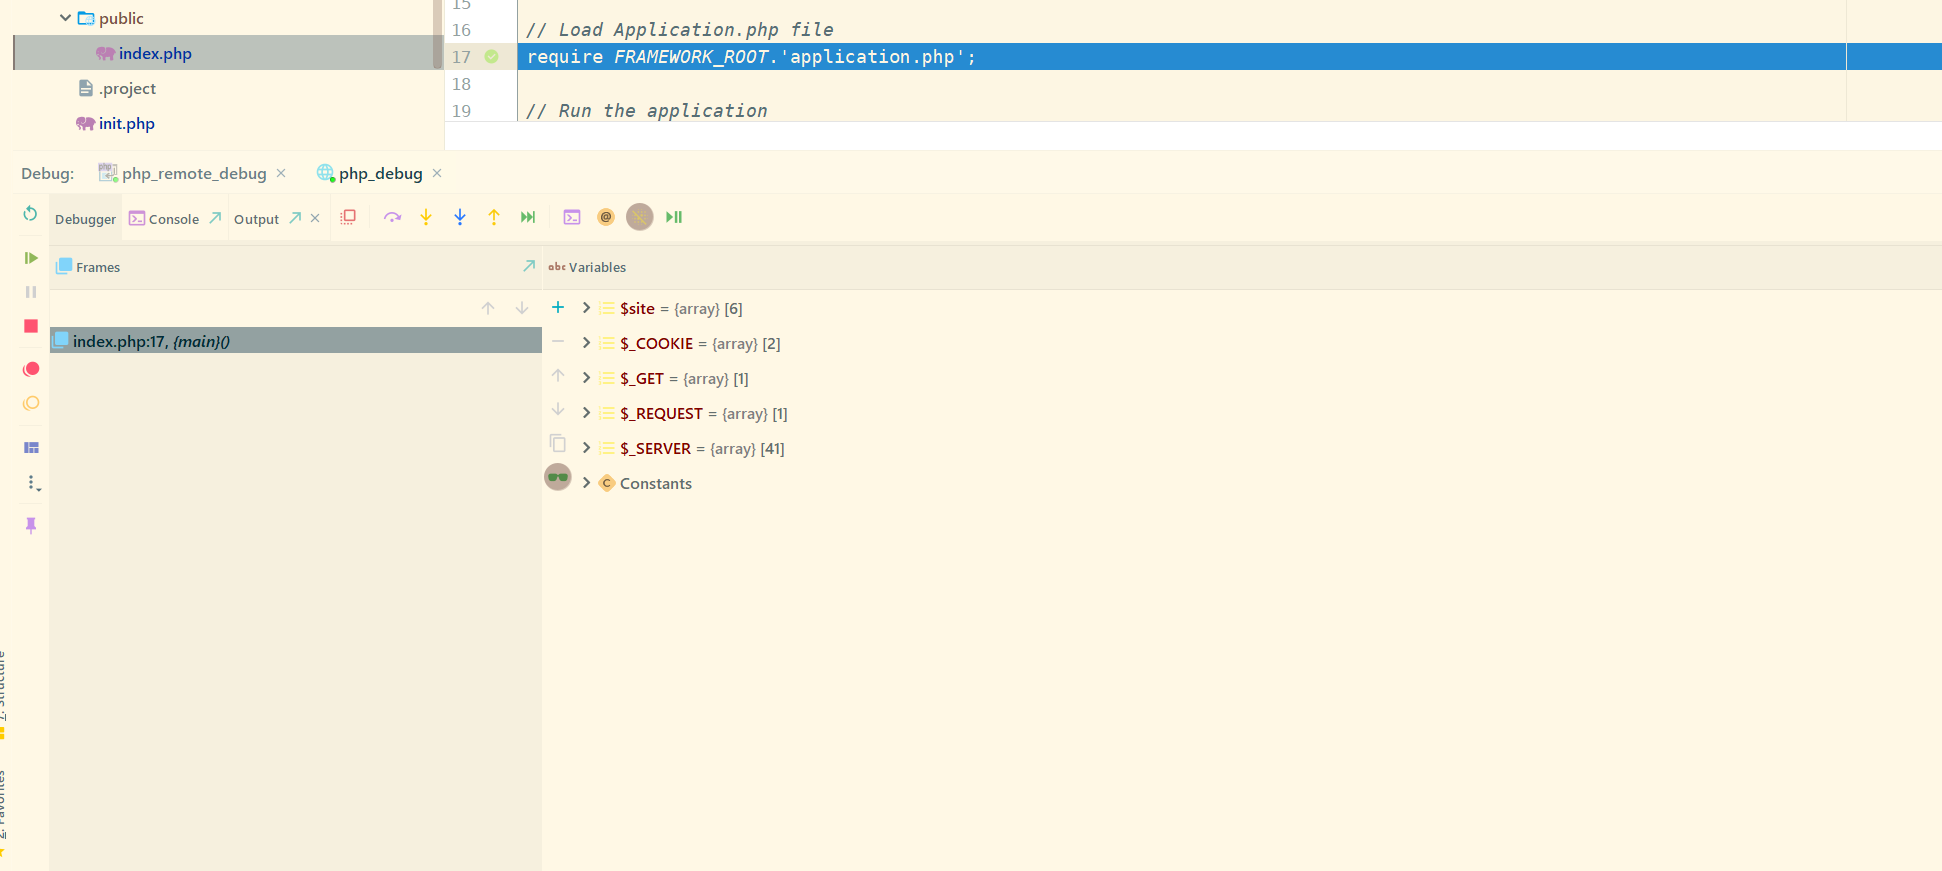 public
index.php
.project
init.php
15
16 // Load Application.php file
17 require FRAMEWORK_ROOT.'application.php';
18
19 // Run the application
Debug: php_remote_debug php_debug
Debugger Console Output
Frames
index.php:17, {main}()
Variables
$site = {array} [6]
$_COOKIE = {array} [2]
$_GET = {array} [1]
$_REQUEST = {array} [1]
$_SERVER = {array} [41]
C Constants
7: Structure
2: Favorites